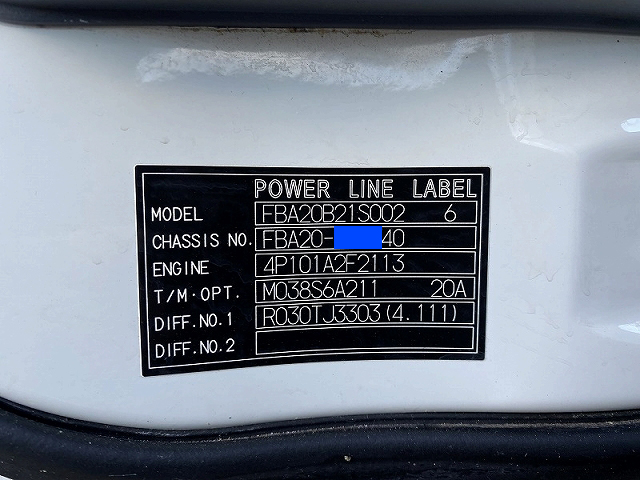 POWER LINE LABEL
MODEL FBA20B21S002 6
CHASSIS NO. FBA20- 40
ENGINE 4P101A2F2113
T/M·OPT. M038S6A211 20A
DIFF.NO.1 R030TJ3303(4.111)
DIFF.NO.2